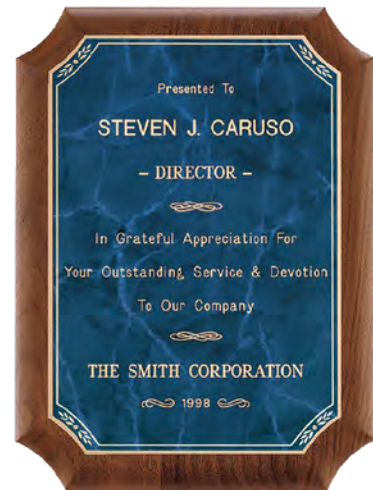 Presented To
STEVEN J. CARUSO
– DIRECTOR –
In Grateful Appreciation For
Your Outstanding Service & Devotion
To Our Company
THE SMITH CORPORATION
1998